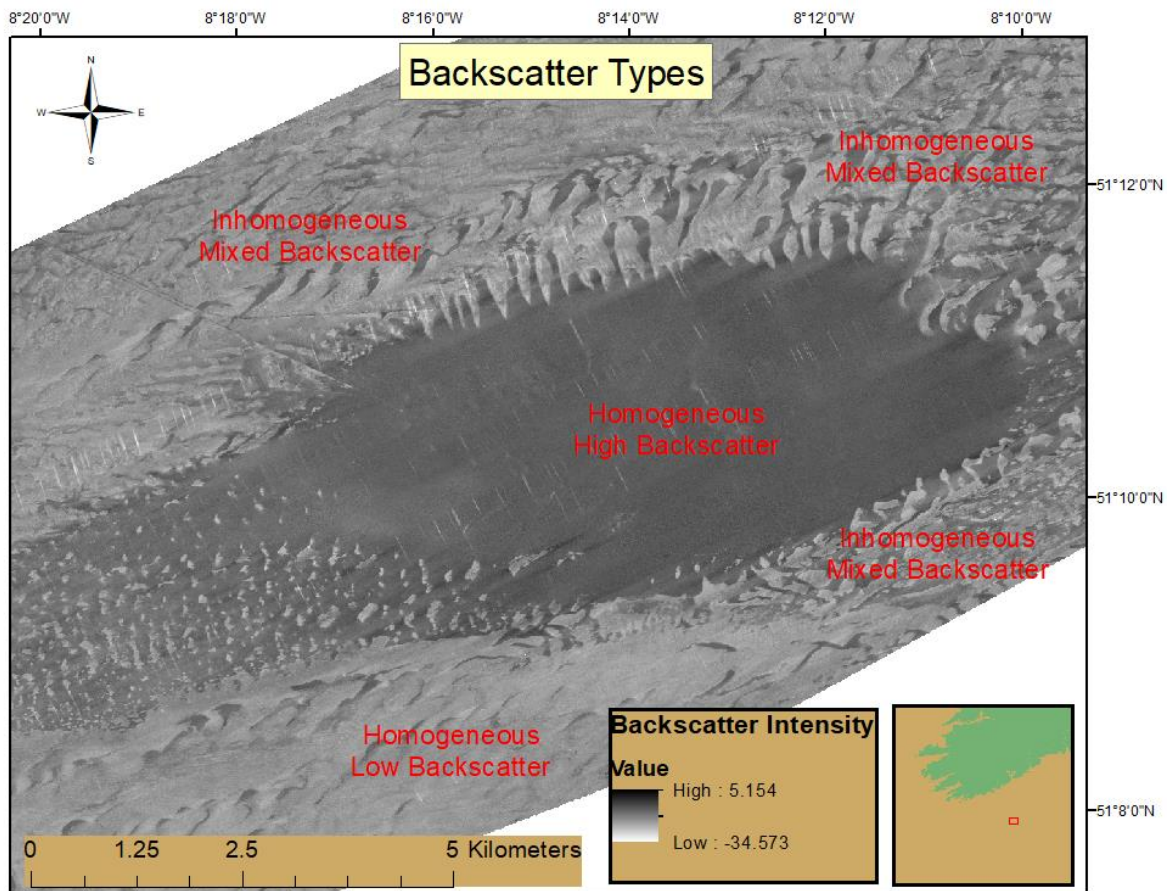 8°20'0"W
8°18'0"W
8°16'0"W
8°14'0"W
8°12'0"W
8°10'0"W
Backscatter Types
N
W
E
S
Inhomogeneous
Mixed Backscatter
51°12'0"N
Inhomogeneous
Mixed Backscatter
Homogeneous
High Backscatter
51°10'0"N
Inhomogeneous
Mixed Backscatter
Homogeneous
Low Backscatter
Backscatter Intensity
Value
High : 5.154
Low : -34.573
51°8'0"N
0
1.25
2.5
5 Kilometers